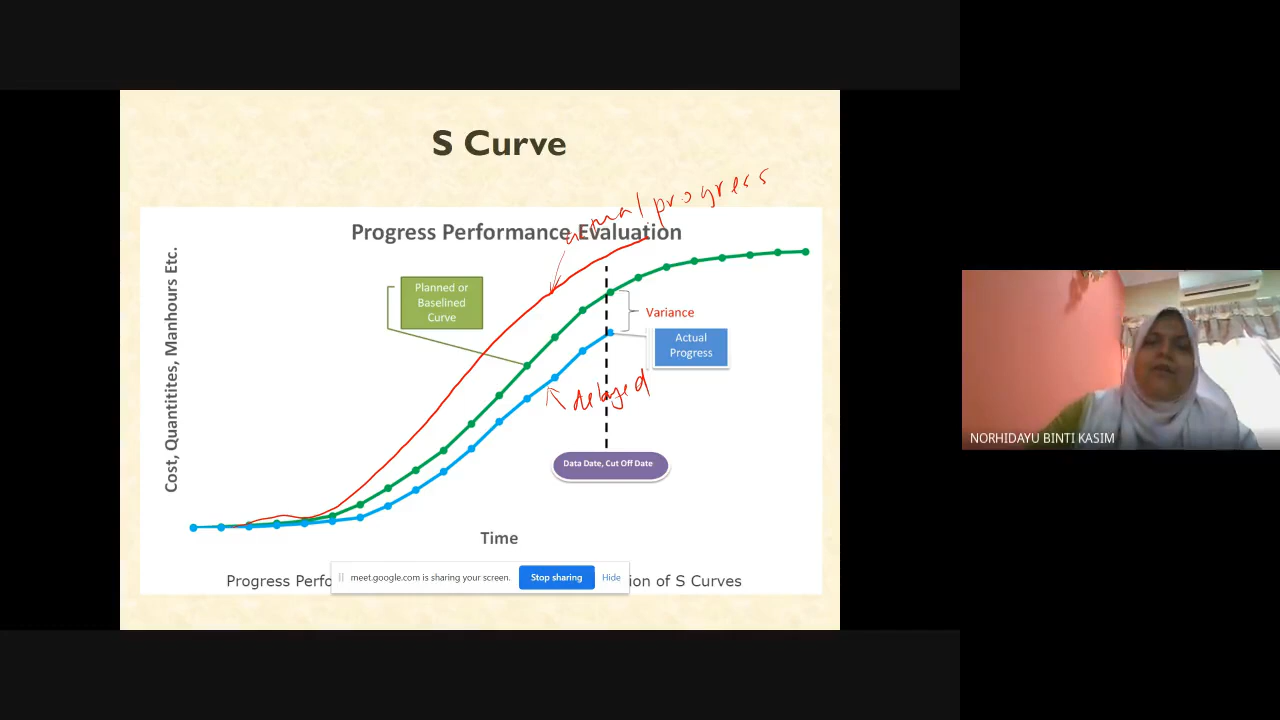 S Curve
actual progress
Progress Performance Evaluation
Cost, Quantitites, Manhours Etc.
Planned or
Baselined
Curve
Variance
Actual
Progress
delayed
Data Date, Cut Off Date
Time
meet.google.com is sharing your screen.
Stop sharing
Hide
Progress Perfo
ion of S Curves
NORHIDAYU BINTI KASIM